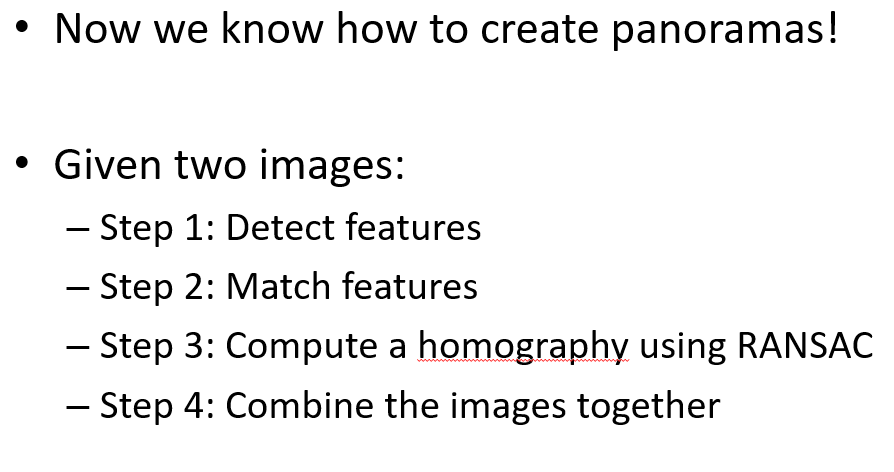 • Now we know how to create panoramas!
• Given two images:
– Step 1: Detect features
– Step 2: Match features
– Step 3: Compute a homography using RANSAC
– Step 4: Combine the images together